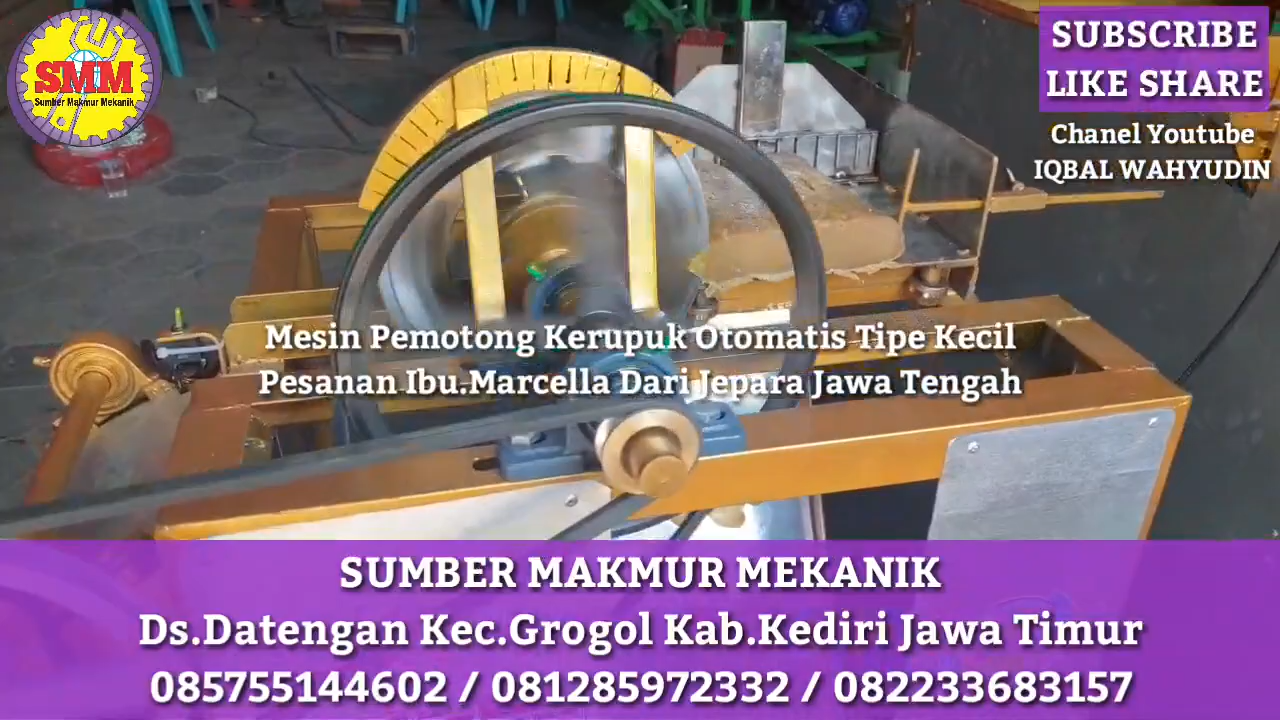 SMM
Sumber Makmur Mekanik
SUBSCRIBE
LIKE SHARE
Chanel Youtube
IQBAL WAHYUDIN
Mesin Pemotong Kerupuk Otomatis Tipe Kecil
Pesanan Ibu.Marcella Dari Jepara Jawa Tengah
SUMBER MAKMUR MEKANIK
Ds.Datengan Kec.Grogol Kab.Kediri Jawa Timur
085755144602 / 081285972332 / 082233683157